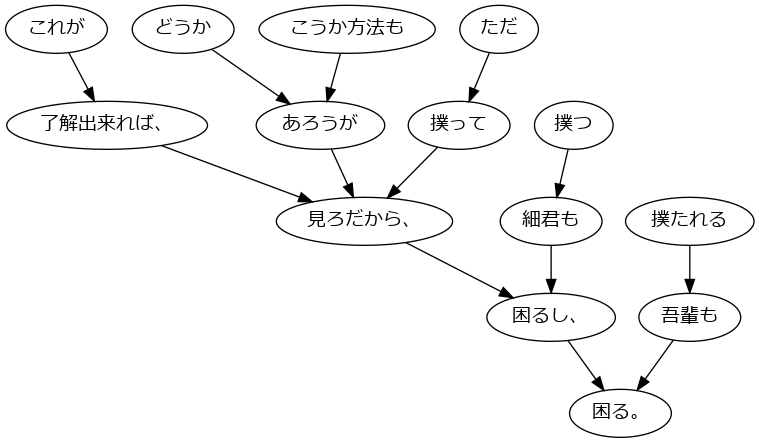 これが
どうか
こうか方法も
ただ
了解出来れば、
あろうが
撲って
撲つ
見ろだから、
細君も
撲たれる
困るし、
吾輩も
困る。